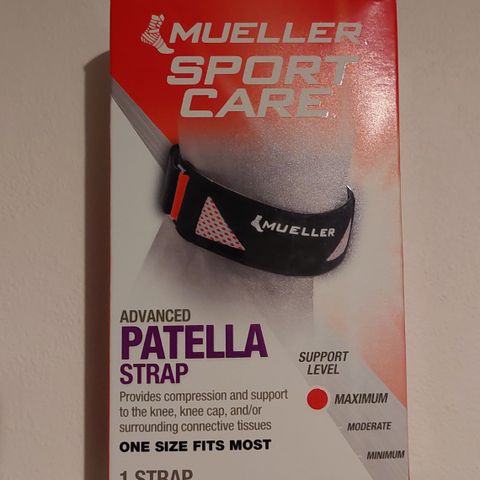 MUELLER
SPORT
CARE
MUELLER
ADVANCED
PATELLA
STRAP
Provides compression and support
to the knee, knee cap, and/or
surrounding connective tissues
ONE SIZE FITS MOST
1 STRAP
SUPPORT
LEVEL
MAXIMUM
MODERATE
MINIMUM